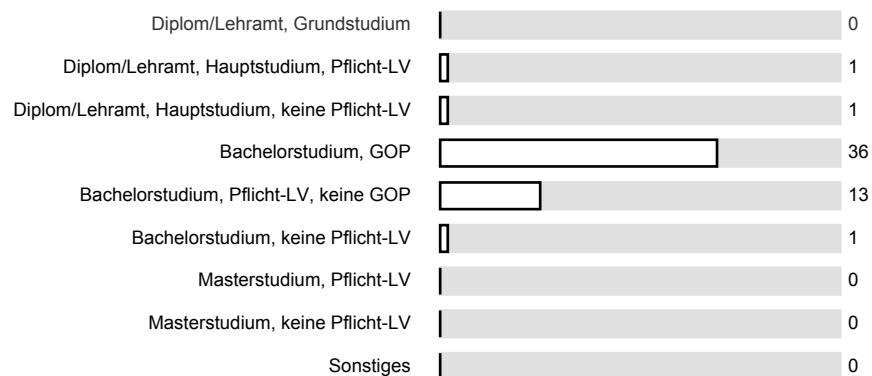 Diplom/Lehramt, Grundstudium 0
Diplom/Lehramt, Hauptstudium, Pflicht-LV 1
Diplom/Lehramt, Hauptstudium, keine Pflicht-LV 1
Bachelorstudium, GOP 36
Bachelorstudium, Pflicht-LV, keine GOP 13
Bachelorstudium, keine Pflicht-LV 1
Masterstudium, Pflicht-LV 0
Masterstudium, keine Pflicht-LV 0
Sonstiges 0